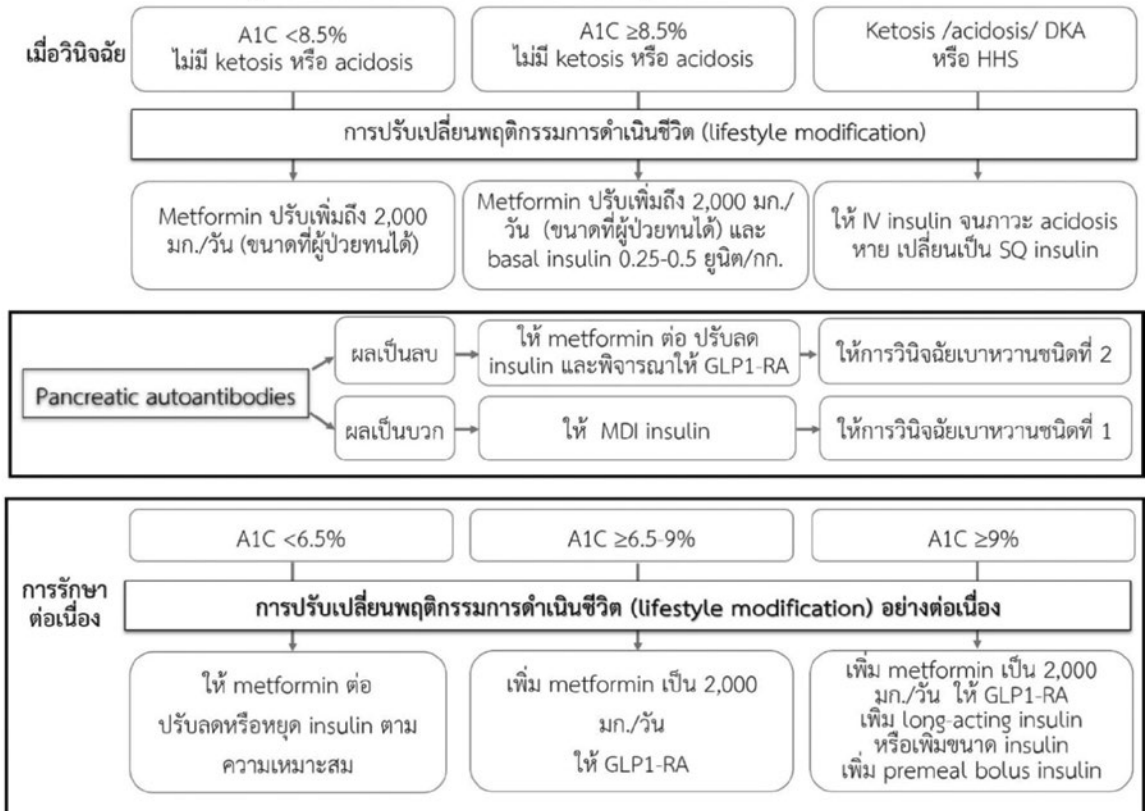 เมื่อวินิจฉัย
A1C <8.5%
ไม่มี ketosis หรือ acidosis
A1C ≥8.5%
ไม่มี ketosis หรือ acidosis
Ketosis /acidosis/ DKA
หรือ HHS
การปรับเปลี่ยนพฤติกรรมการดำเนินชีวิต (lifestyle modification)
Metformin ปรับเพิ่มถึง 2,000
มก./วัน (ขนาดที่ผู้ป่วยทนได้)
Metformin ปรับเพิ่มถึง 2,000 มก./
วัน (ขนาดที่ผู้ป่วยทนได้) และ
basal insulin 0.25-0.5 ยูนิต/กก.
ให้ IV insulin จนภาวะ acidosis
หาย เปลี่ยนเป็น SQ insulin
Pancreatic autoantibodies
ผลเป็นลบ
ให้ metformin ต่อ ปรับลด
insulin และพิจารณาให้ GLP1-RA
ให้การวินิจฉัยเบาหวานชนิดที่ 2
ผลเป็นบวก
ให้ MDI insulin
ให้การวินิจฉัยเบาหวานชนิดที่ 1
การรักษา
ต่อเนื่อง
A1C <6.5%
A1C ≥6.5-9%
A1C ≥9%
การปรับเปลี่ยนพฤติกรรมการดำเนินชีวิต (lifestyle modification) อย่างต่อเนื่อง
ให้ metformin ต่อ
ปรับลดหรือหยุด insulin ตาม
ความเหมาะสม
เพิ่ม metformin เป็น 2,000
มก./วัน
ให้ GLP1-RA
เพิ่ม metformin เป็น 2,000
มก./วัน ให้ GLP1-RA
เพิ่ม long-acting insulin
หรือเพิ่มขนาด insulin
เพิ่ม premeal bolus insulin